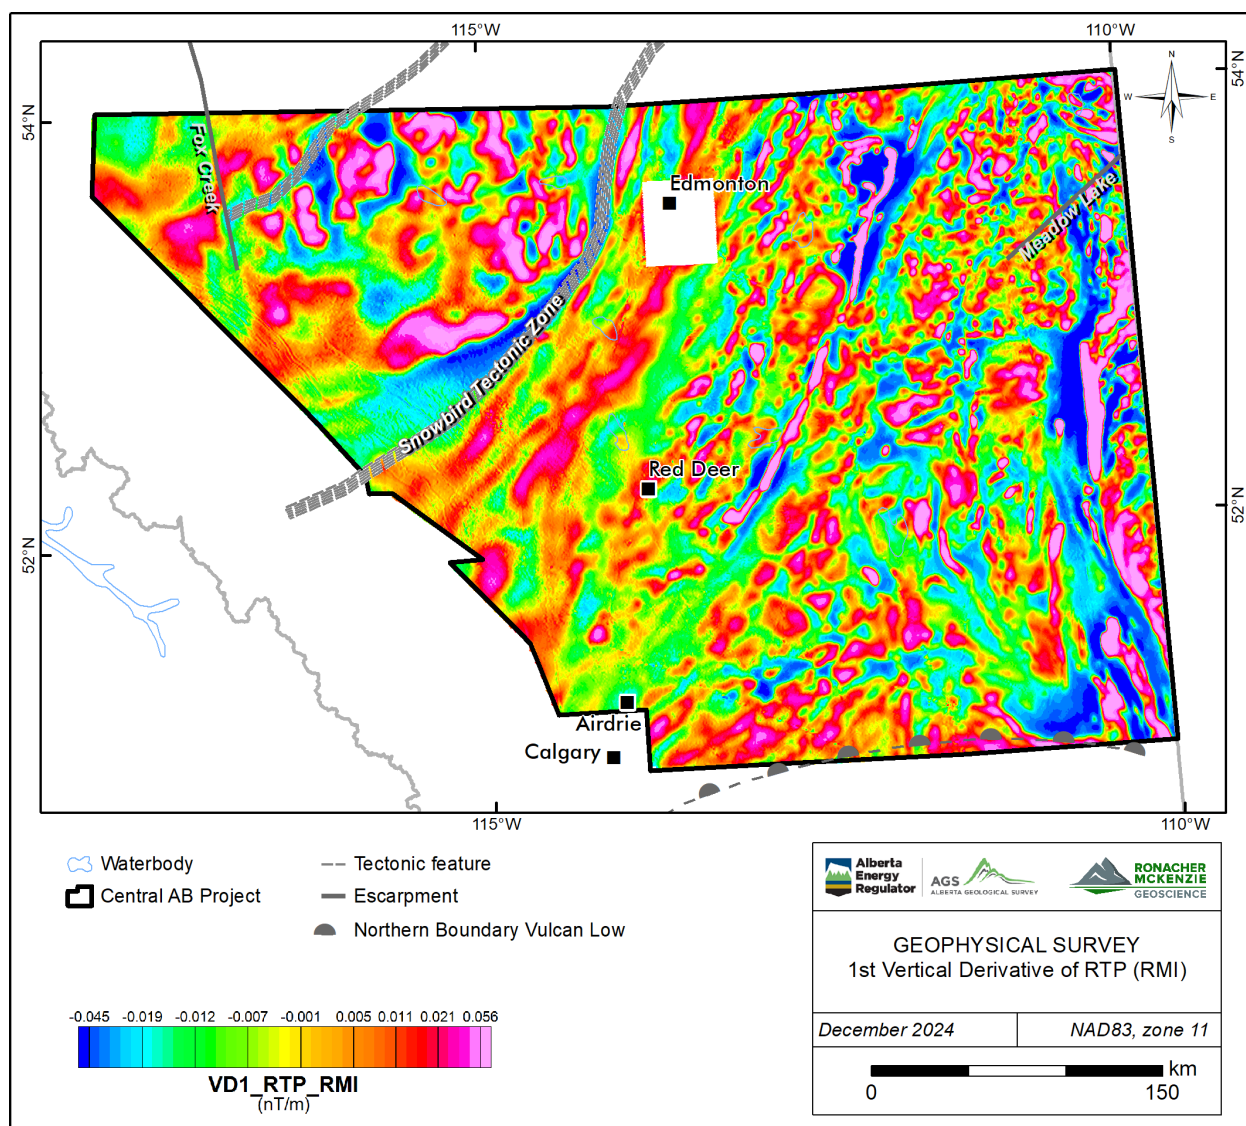 115°W
110°W
54°N
54°N
N
W
E
S
Fox Creek
Edmonton
Meadow Lake
Snowbird Tectonic Zone
Red Deer
52°N
52°N
Airdrie
Calgary
115°W
110°W
Waterbody
Central AB Project
Tectonic feature
Escarpment
Northern Boundary Vulcan Low
-0.045 -0.019 -0.012 -0.007 -0.001 0.005 0.011 0.021 0.056
VD1_RTP_RMI
(nT/m)
Alberta
Energy
Regulator
AGS
ALBERTA GEOLOGICAL SURVEY
RONACHER
MCKENZIE
GEOSCIENCE
GEOPHYSICAL SURVEY
1st Vertical Derivative of RTP (RMI)
December 2024
NAD83, zone 11
km
0 150